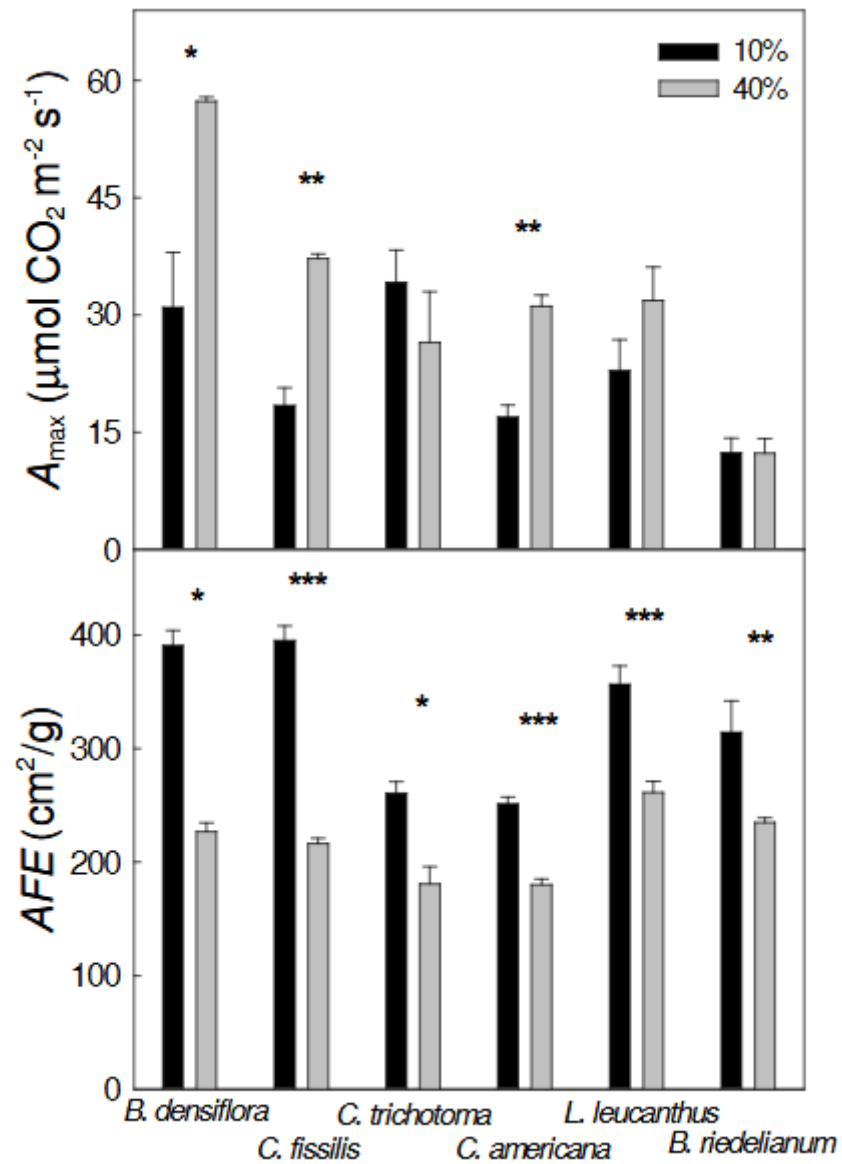 *
10%
40%
60
**
45
**
30
15
0
A_max (μmol CO₂ m⁻² s⁻¹)
*
***
***
**
400
*
***
300
200
100
0
AFE (cm²/g)
B. densiflora
C. trichotoma
L. leucanthus
C. fissilis
C. americana
B. riedelianum